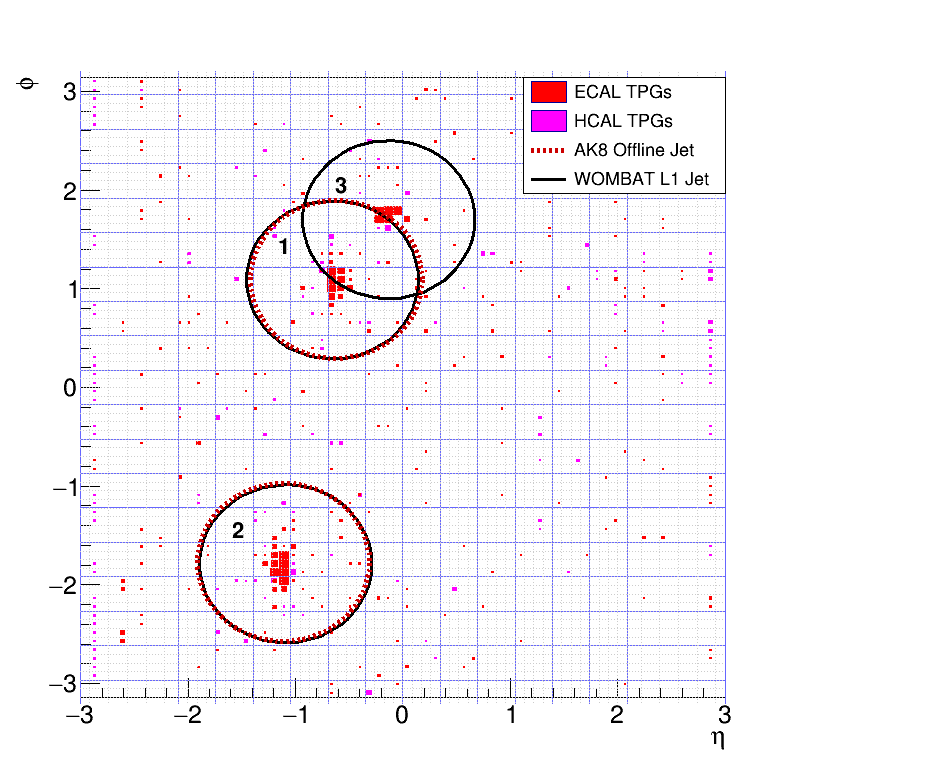 φ
3
2
1
0
−1
−2
−3
ECAL TPGs
HCAL TPGs
AK8 Offline Jet
WOMBAT L1 Jet
3
1
2
−3 −2 −1 0 1 2 3
η